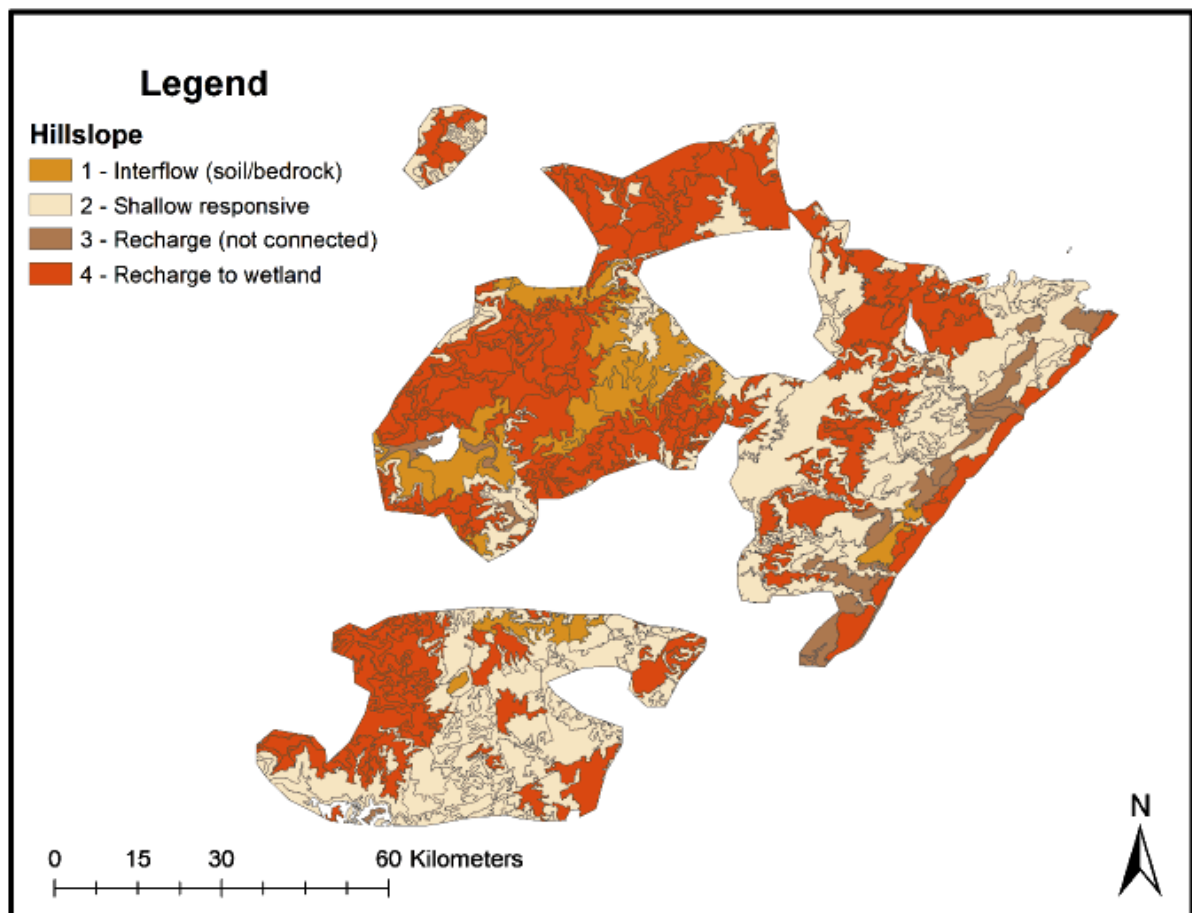 Legend
Hillslope
1 - Interflow (soil/bedrock)
2 - Shallow responsive
3 - Recharge (not connected)
4 - Recharge to wetland
0 15 30 60 Kilometers
N